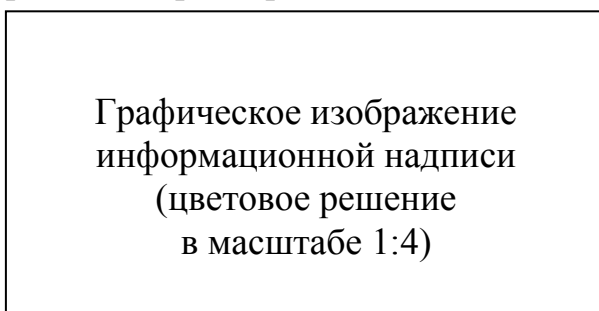 Графическое изображение
информационной надписи
(цветовое решение
в масштабе 1:4)